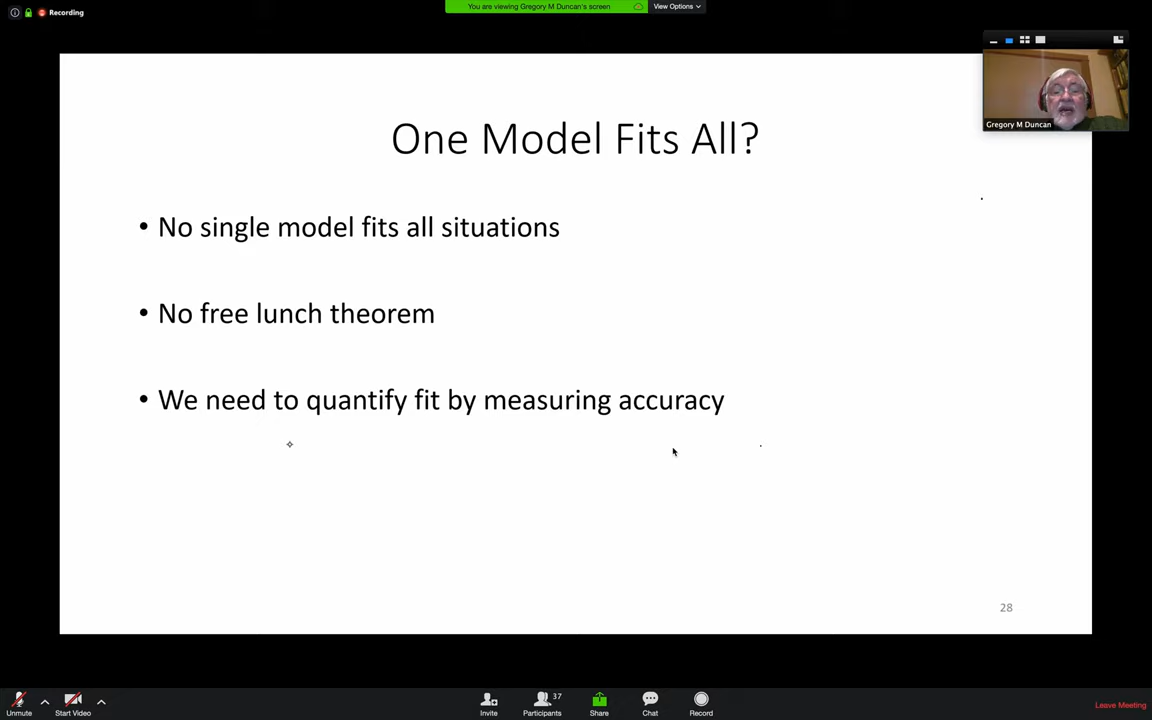 Recording
You are viewing Gregory M Duncan's screen
View Options
Gregory M Duncan
One Model Fits All?
• No single model fits all situations
• No free lunch theorem
• We need to quantify fit by measuring accuracy
28
Unmute
Start Video
Invite
37
Participants
Share
Chat
Record
Leave Meeting